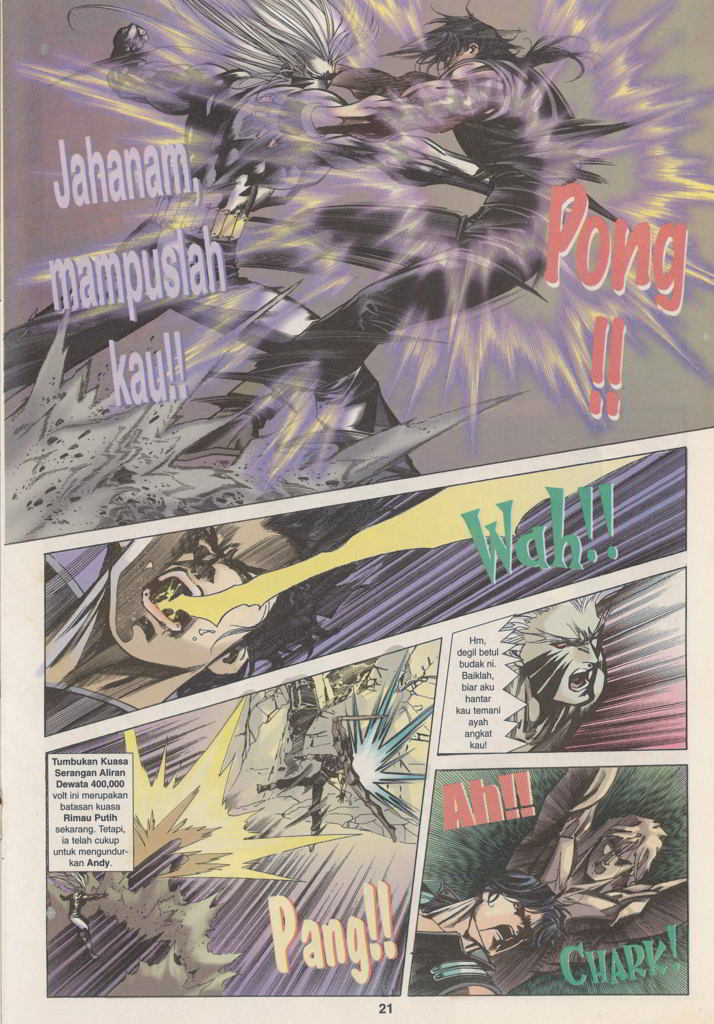 Jahanam,
mampuslah
kau!!
Pong
!!
Wah!!
Hm,
degil betul
budak ni.
Baiklah,
biar aku
hantar
kau temani
ayah
angkat
kau!
Tumbukan Kuasa
Serangan Aliran
Dewata 400,000
volt ini merupakan
batasan kuasa
Rimau Putih
sekarang. Tetapi,
ia telah cukup
untuk mengundur-
kan Andy.
Pang!!
Ah!!
CHARK!
21